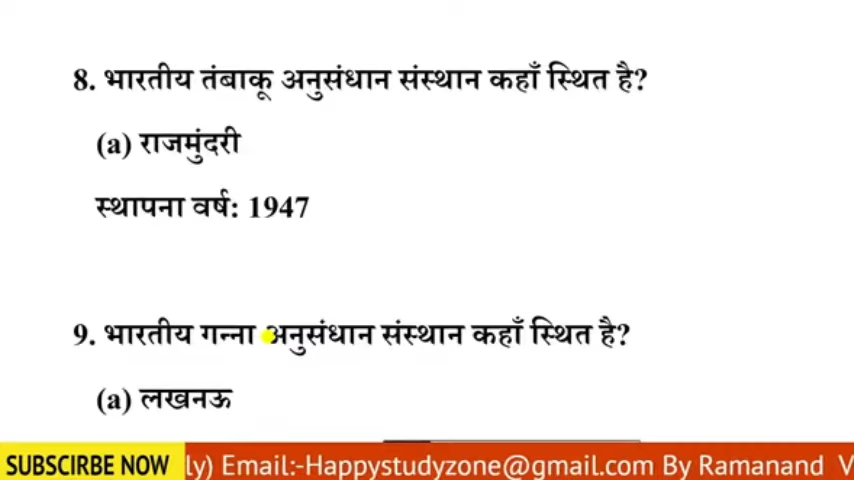 8. भारतीय तंबाकू अनुसंधान संस्थान कहाँ स्थित है?
(a) राजमुंदरी
स्थापना वर्ष: 1947
9. भारतीय गन्ना अनुसंधान संस्थान कहाँ स्थित है?
(a) लखनऊ
SUBSCIRBE NOW ly) Email:-Happystudyzone@gmail.com By Ramanand V